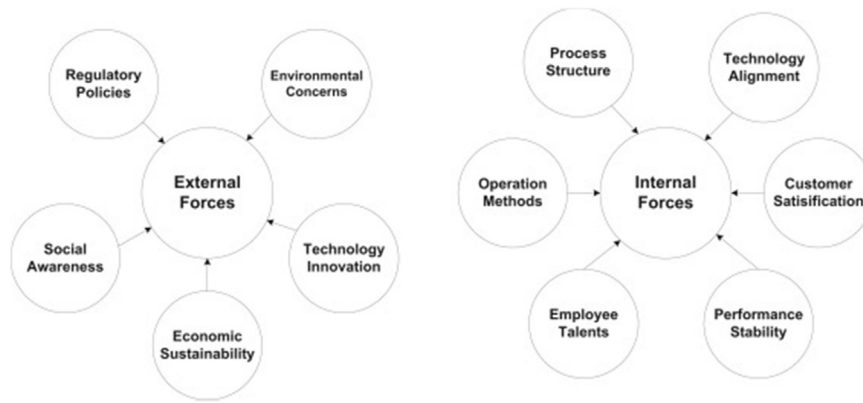 Regulatory
Policies
Environmental
Concerns
External
Forces
Social
Awareness
Technology
Innovation
Economic
Sustainability
Process
Structure
Technology
Alignment
Operation
Methods
Internal
Forces
Customer
Satisification
Employee
Talents
Performance
Stability